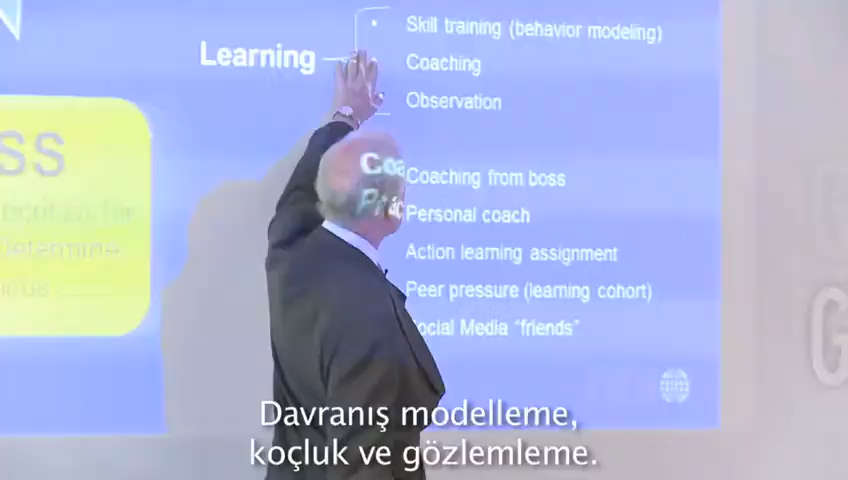 Learning
Skill training (behavior modeling)
Coaching
Observation
Coaching from boss
Personal coach
Action learning assignment
Peer pressure (learning cohort)
Social Media "friends"
Davranış modelleme,
koçluk ve gözlemleme.